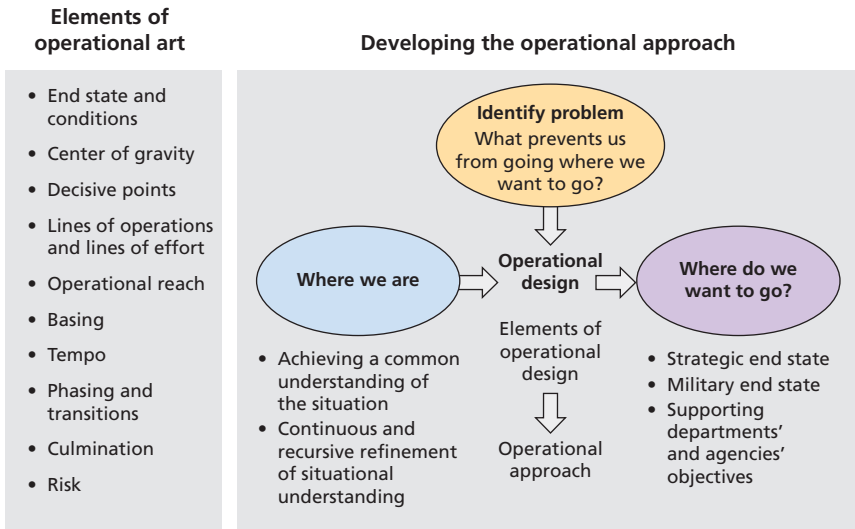 Elements of
operational art
• End state and
conditions
• Center of gravity
• Decisive points
• Lines of operations
and lines of effort
• Operational reach
• Basing
• Tempo
• Phasing and
transitions
• Culmination
• Risk
Developing the operational approach
Identify problem
What prevents us
from going where we
want to go?
Where we are
Operational
design
Where do we
want to go?
• Achieving a common
understanding of
the situation
• Continuous and
recursive refinement
of situational
understanding
Elements of
operational
design
Operational
approach
• Strategic end state
• Military end state
• Supporting
departments’
and agencies’
objectives